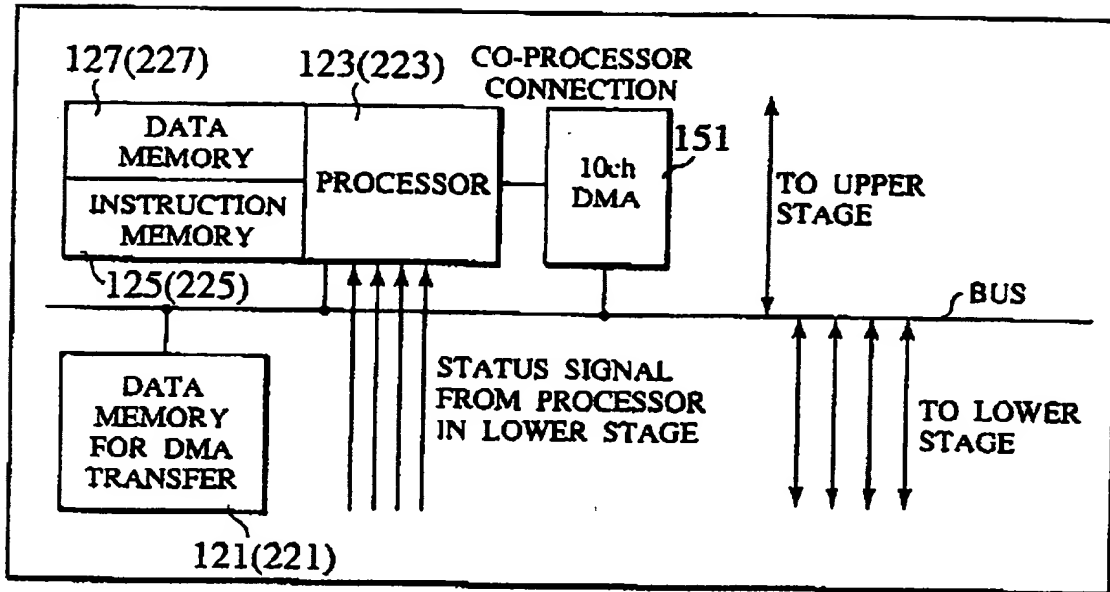 127(227)
123(223)
CO-PROCESSOR
CONNECTION
DATA
MEMORY
INSTRUCTION
MEMORY
PROCESSOR
10ch
DMA
151
TO UPPER
STAGE
125(225)
BUS
DATA
MEMORY
FOR DMA
TRANSFER
STATUS SIGNAL
FROM PROCESSOR
IN LOWER STAGE
TO LOWER
STAGE
121(221)